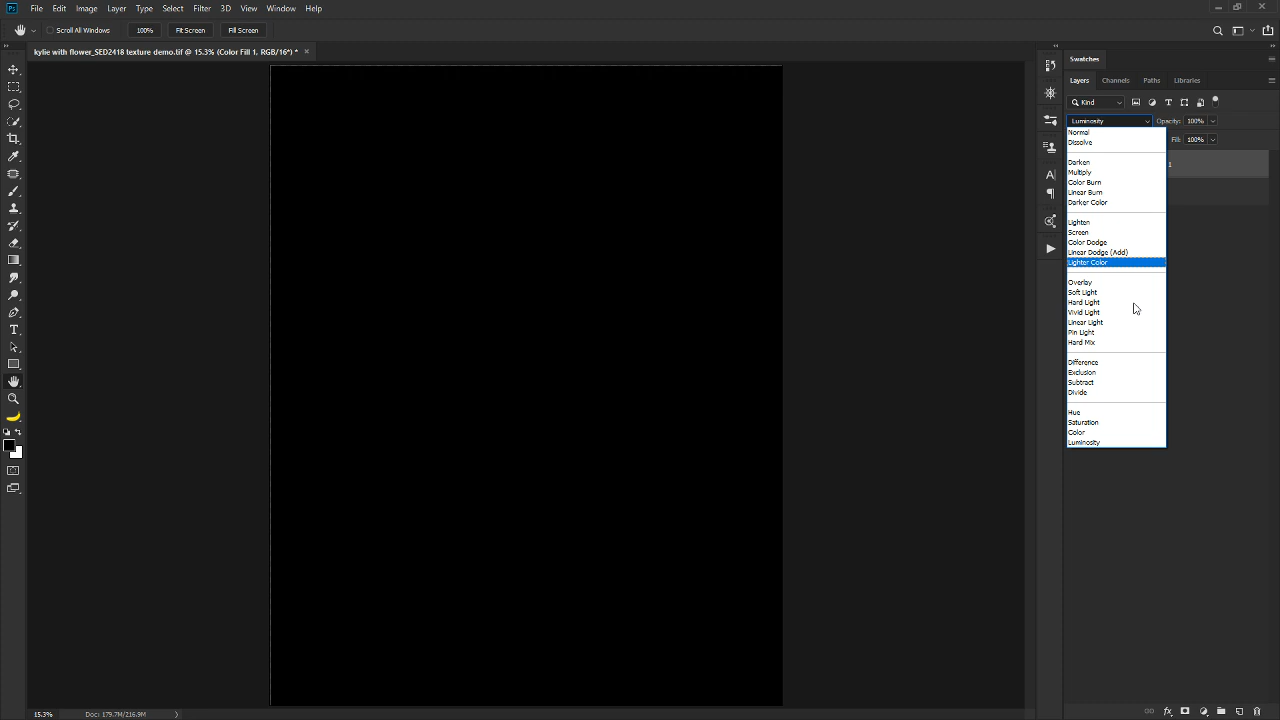 Ps File Edit Image Layer Type Select Filter 3D View Window Help
Scroll All Windows 100% Fit Screen Fill Screen
kylie with flower_SED2418 texture demo.tif @ 15.3% (Color Fill 1, RGB/16*) *
Swatches
Layers Channels Paths Libraries
Kind
Luminosity Opacity: 100%
Normal
Dissolve
Fill: 100%
Darken
Multiply
Color Burn
Linear Burn
Darker Color
1
Lighten
Screen
Color Dodge
Linear Dodge (Add)
Lighter Color
Overlay
Soft Light
Hard Light
Vivid Light
Linear Light
Pin Light
Hard Mix
Difference
Exclusion
Subtract
Divide
Hue
Saturation
Color
Luminosity
15.3% Doc: 179.7M/216.9M